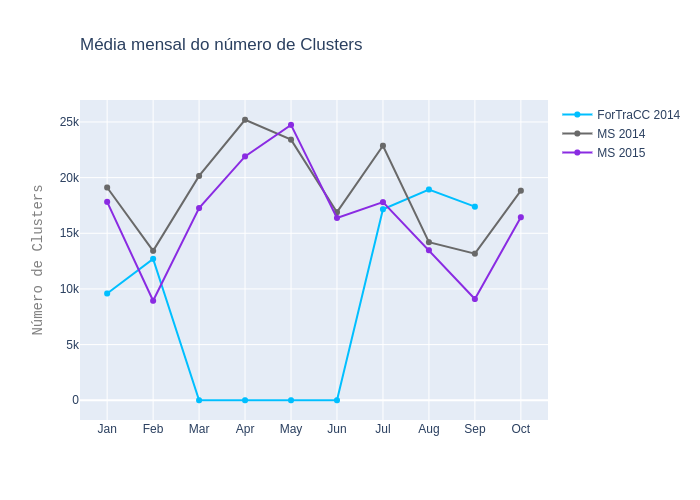 Média mensal do número de Clusters
ForTraCC 2014
MS 2014
MS 2015
Número de Clusters
25k
20k
15k
10k
5k
0
Jan Feb Mar Apr May Jun Jul Aug Sep Oct